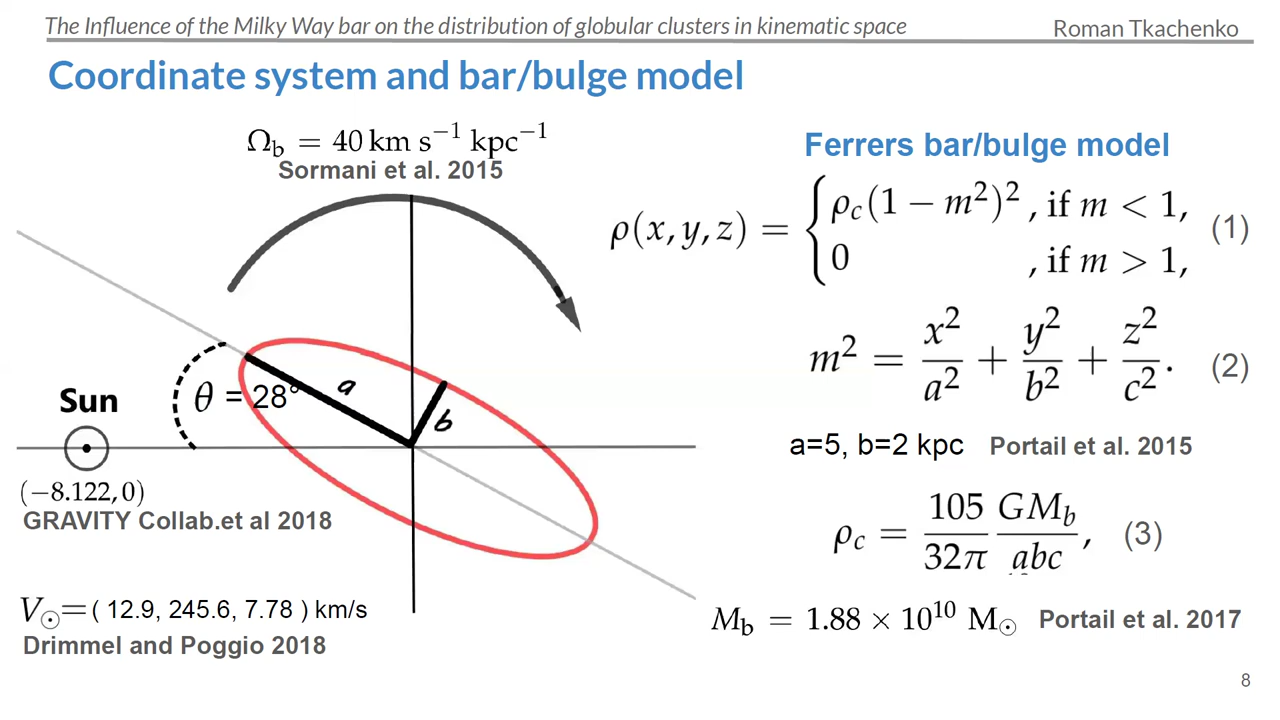 The Influence of the Milky Way bar on the distribution of globular clusters in kinematic space
Roman Tkachenko
Coordinate system and bar/bulge model
Ω_b = 40 km s⁻¹ kpc⁻¹
Sormani et al. 2015
Ferrers bar/bulge model
ρ(x, y, z) = { ρ_c(1 − m²)² , if m < 1,
0 , if m > 1, (1)
m² = x²/a² + y²/b² + z²/c². (2)
a
b
θ = 28°
Sun
(−8.122, 0)
GRAVITY Collab.et al 2018
a=5, b=2 kpc Portail et al. 2015
ρ_c = 105/32π GM_b/abc, (3)
V_⊙= ( 12.9, 245.6, 7.78 ) km/s
Drimmel and Poggio 2018
M_b = 1.88 × 10¹⁰ M_⊙ Portail et al. 2017
8